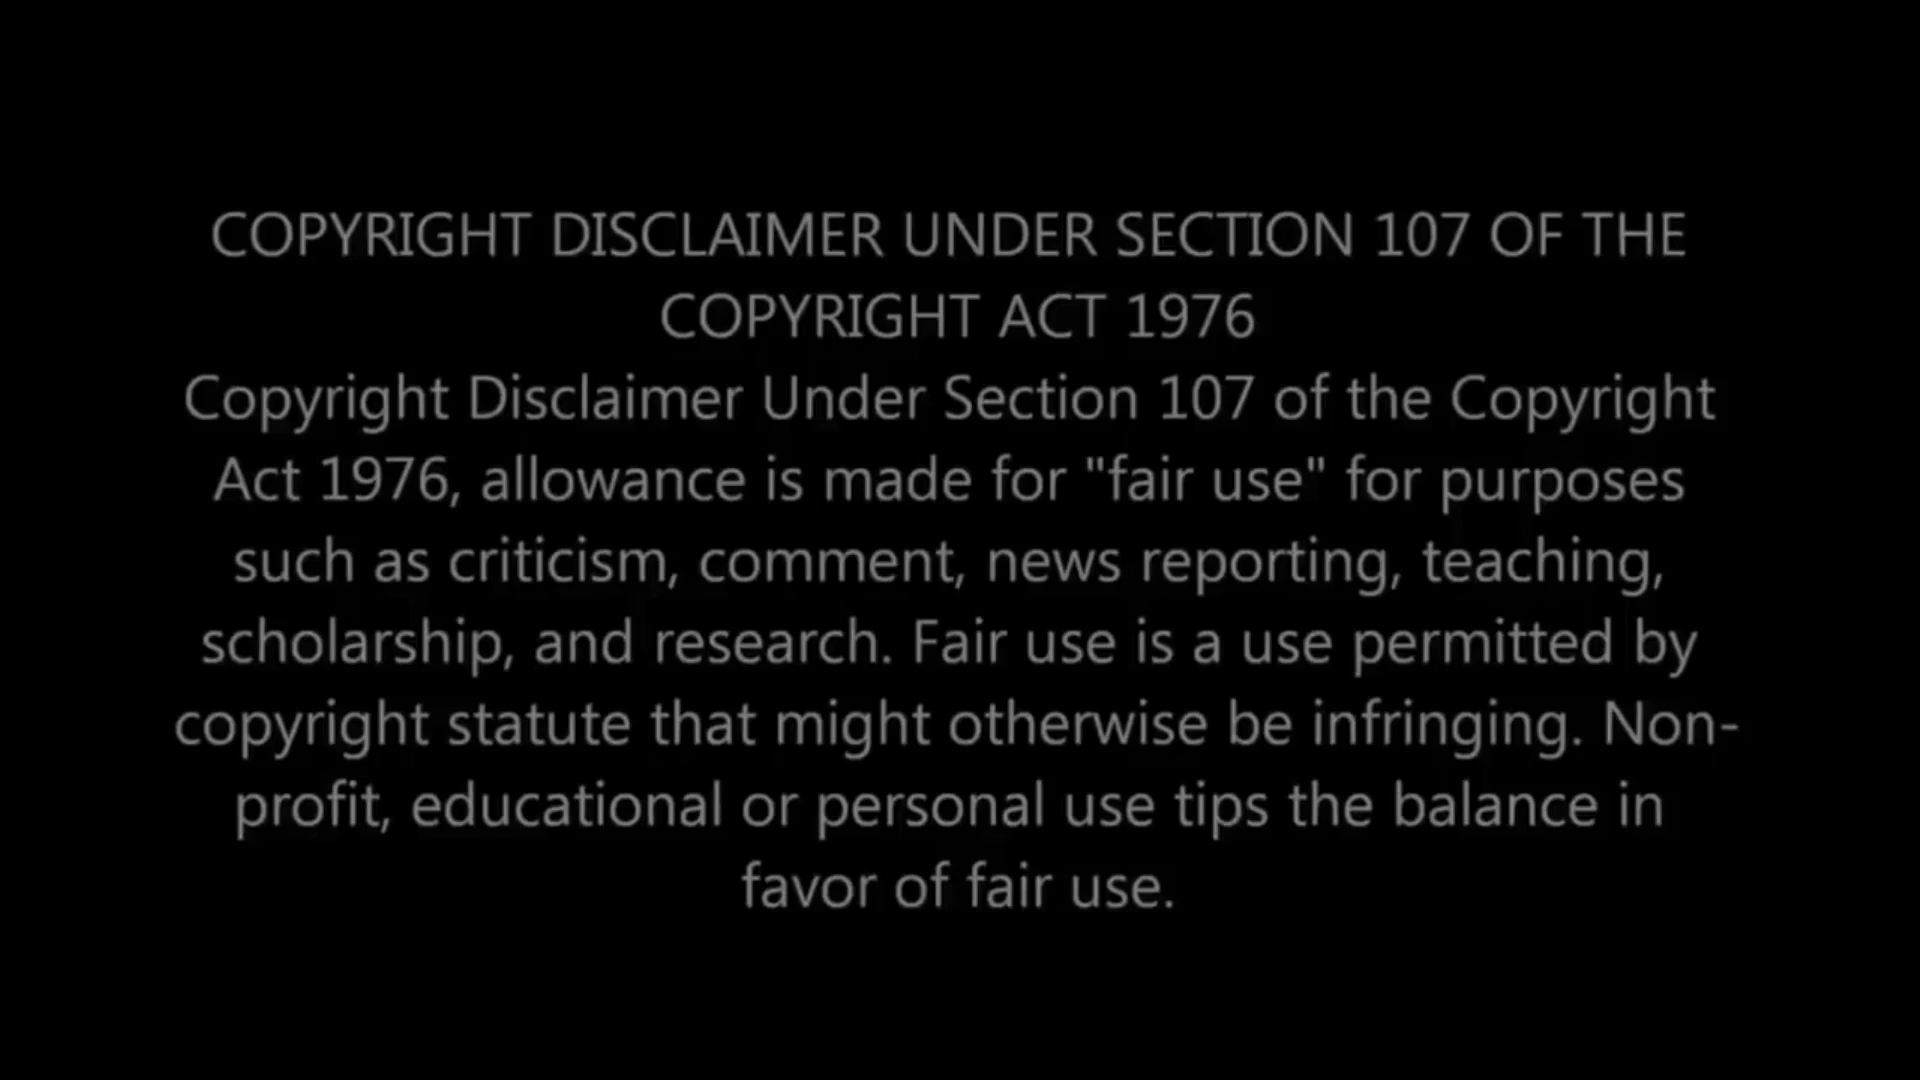 COPYRIGHT DISCLAIMER UNDER SECTION 107 OF THE
COPYRIGHT ACT 1976
Copyright Disclaimer Under Section 107 of the Copyright
Act 1976, allowance is made for "fair use" for purposes
such as criticism, comment, news reporting, teaching,
scholarship, and research. Fair use is a use permitted by
copyright statute that might otherwise be infringing. Non-
profit, educational or personal use tips the balance in
favor of fair use.